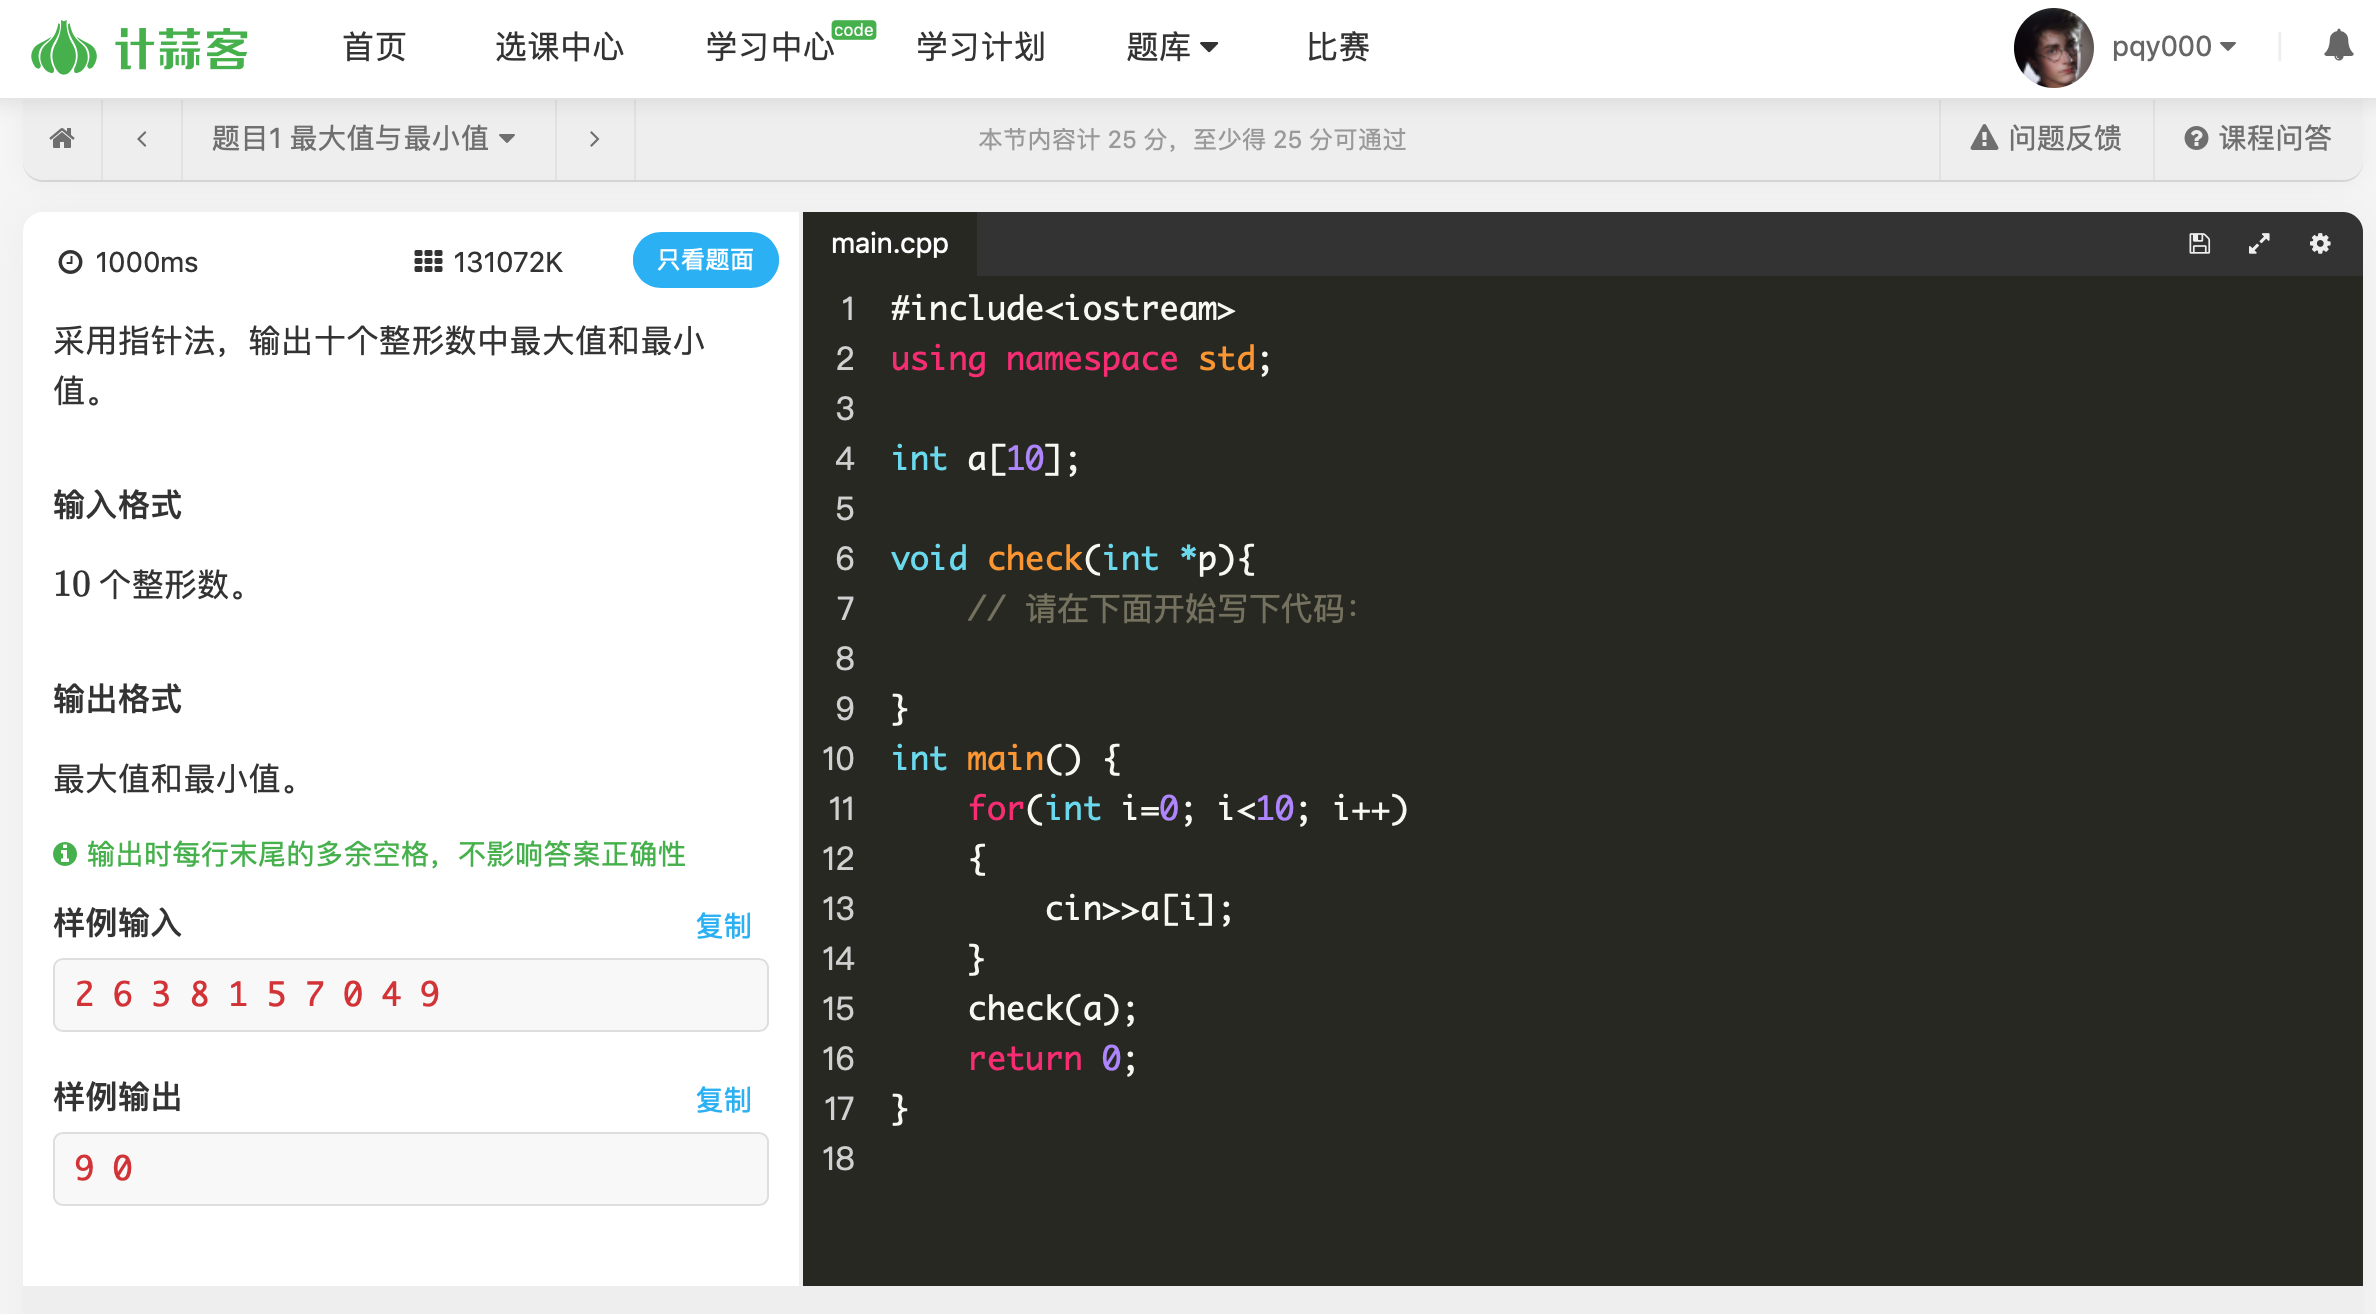 计蒜客
首页
选课中心
学习中心 code
学习计划
题库
比赛
pqy000
题目1 最大值与最小值
本节内容计 25 分，至少得 25 分可通过
问题反馈
课程问答
1000ms
131072K
只看题面
采用指针法，输出十个整形数中最大值和最小
值。
输入格式
10 个整形数。
输出格式
最大值和最小值。
输出时每行末尾的多余空格，不影响答案正确性
样例输入
复制
2 6 3 8 1 5 7 0 4 9
样例输出
复制
9 0
main.cpp
1 #include<iostream>
2 using namespace std;
3
4 int a[10];
5
6 void check(int *p){
7     // 请在下面开始写下代码：
8
9 }
10 int main() {
11     for(int i=0; i<10; i++)
12     {
13         cin>>a[i];
14     }
15     check(a);
16     return 0;
17 }
18